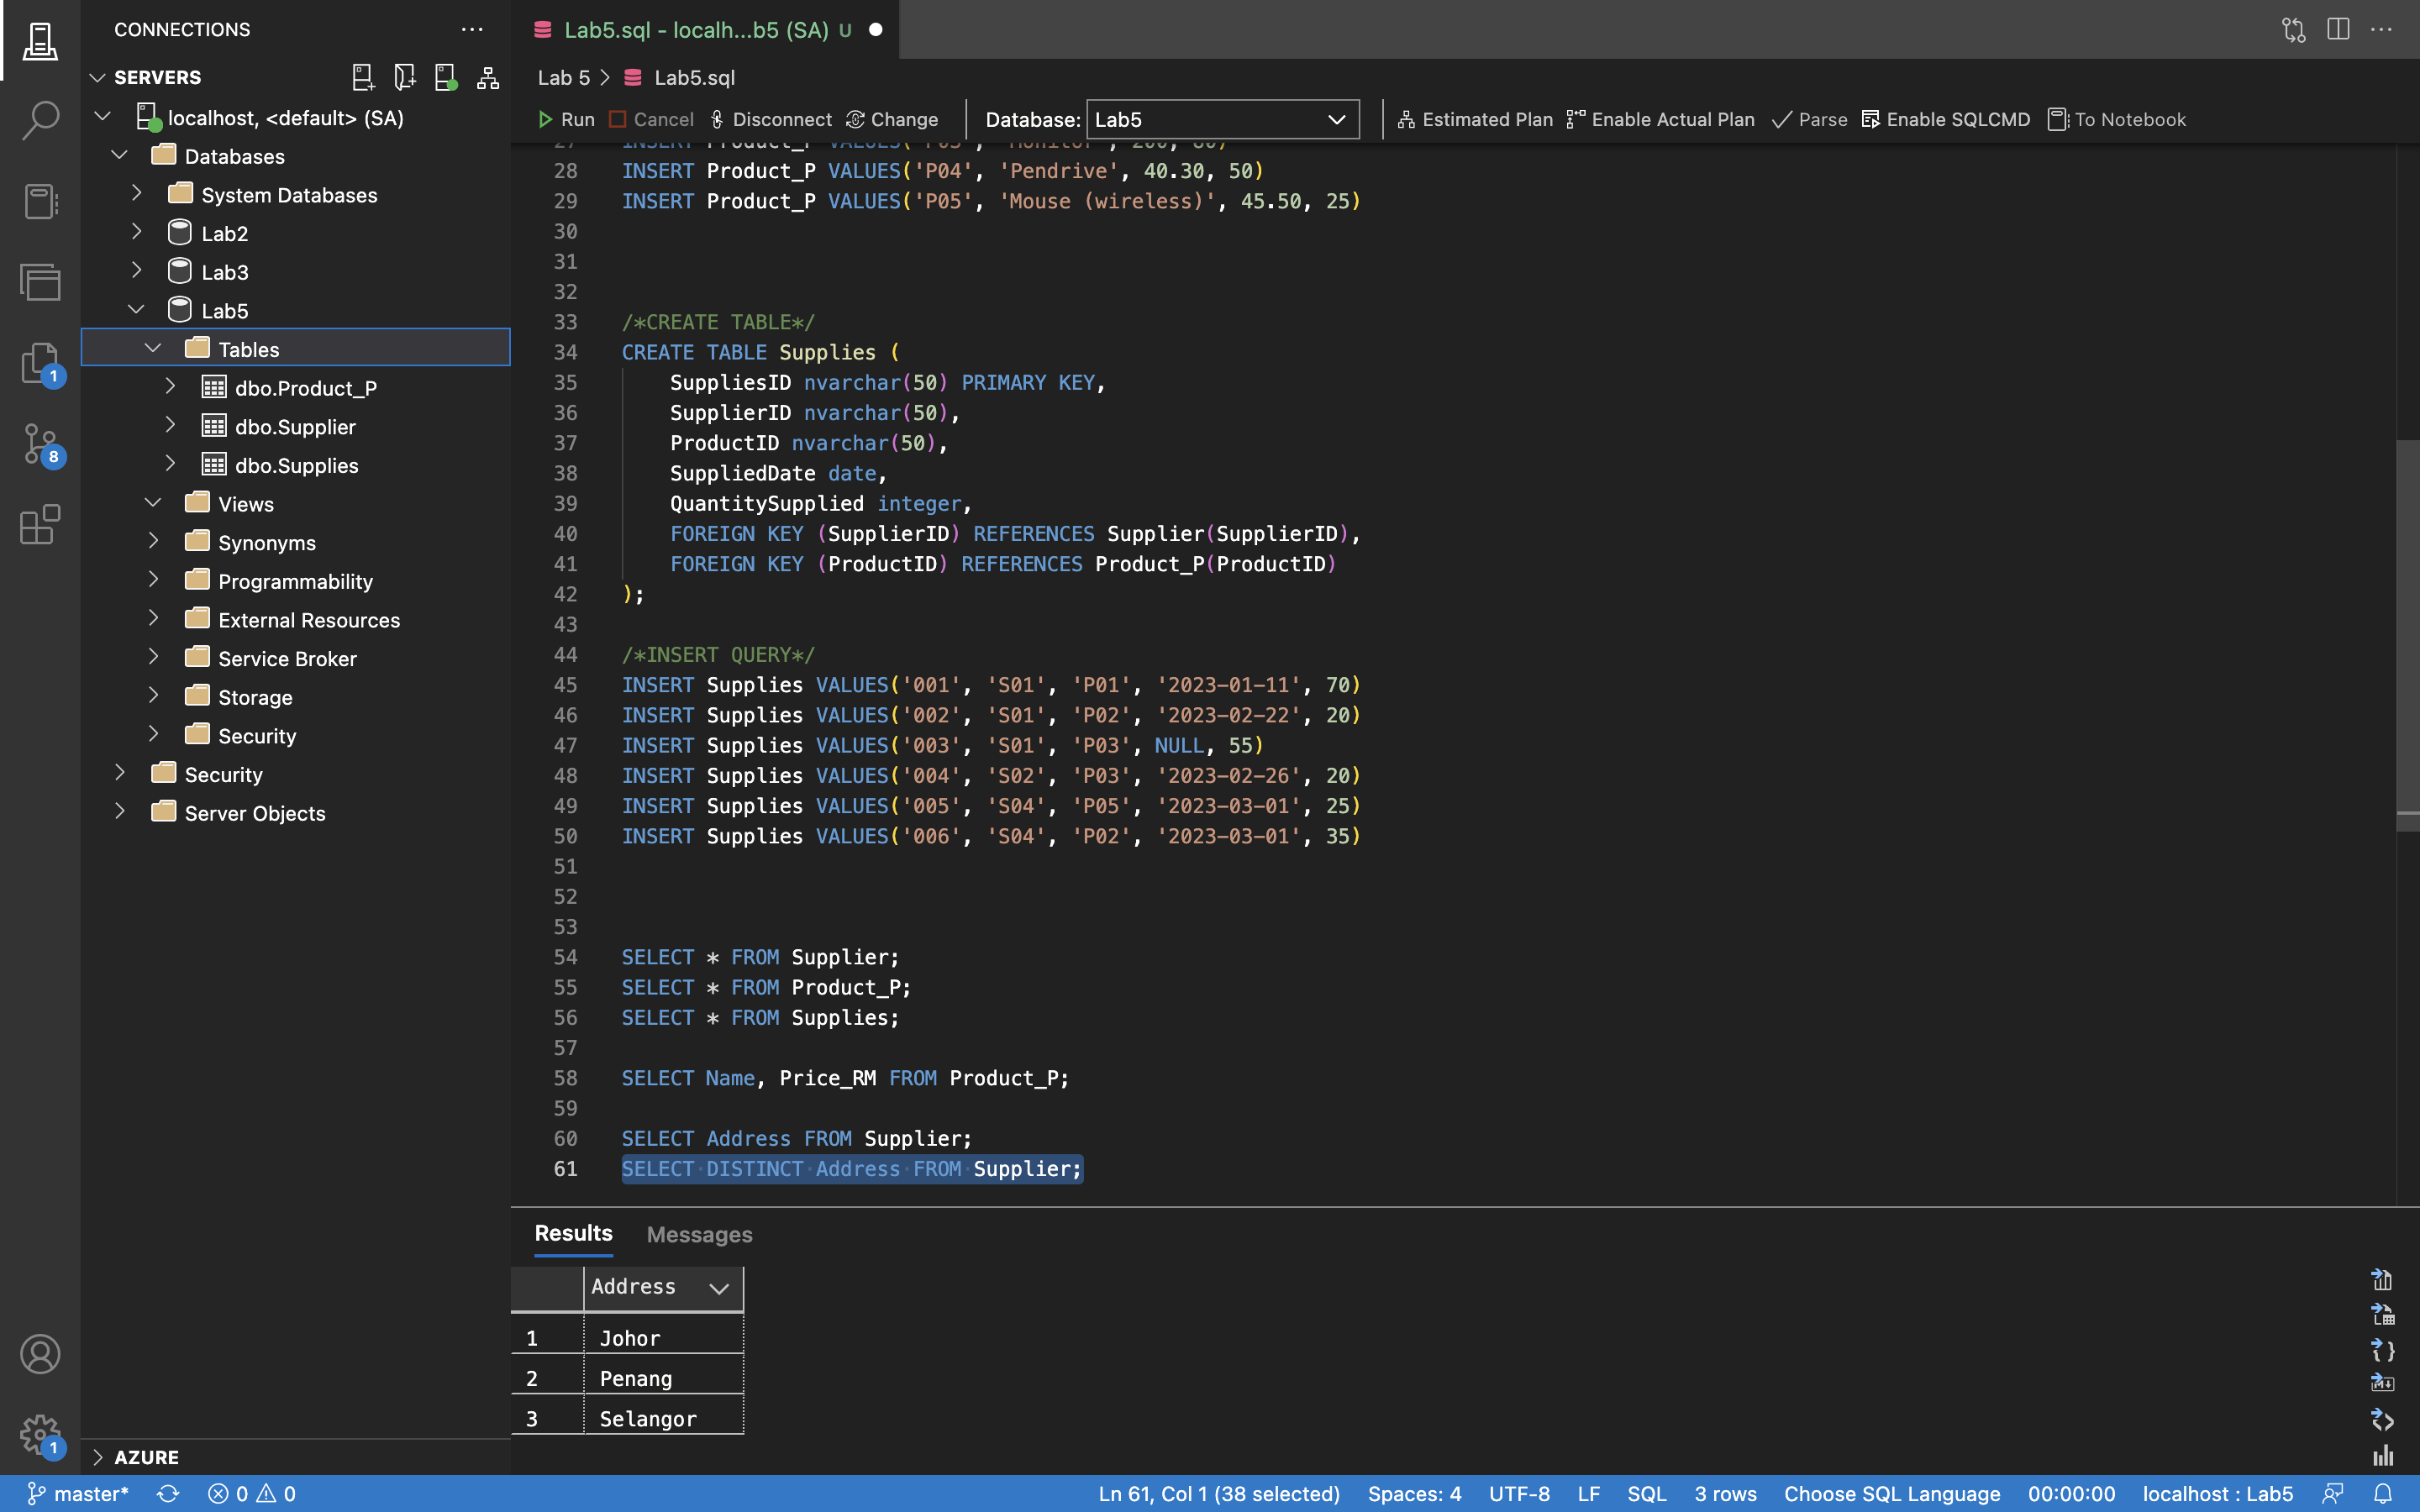 CONNECTIONS
SERVERS
localhost, <default> (SA)
Databases
System Databases
Lab2
Lab3
Lab5
Tables
dbo.Product_P
dbo.Supplier
dbo.Supplies
Views
Synonyms
Programmability
External Resources
Service Broker
Storage
Security
Security
Server Objects
AZURE
1
8
1
Lab5.sql - localh...b5 (SA) U
Lab 5 > Lab5.sql
Run Cancel Disconnect Change Database: Lab5 Estimated Plan Enable Actual Plan Parse Enable SQLCMD To Notebook
27 INSERT Product_P VALUES('P03', 'Monitor', 200, 80)
28 INSERT Product_P VALUES('P04', 'Pendrive', 40.30, 50)
29 INSERT Product_P VALUES('P05', 'Mouse (wireless)', 45.50, 25)
30
31
32
33 /*CREATE TABLE*/
34 CREATE TABLE Supplies (
35 SuppliesID nvarchar(50) PRIMARY KEY,
36 SupplierID nvarchar(50),
37 ProductID nvarchar(50),
38 SuppliedDate date,
39 QuantitySupplied integer,
40 FOREIGN KEY (SupplierID) REFERENCES Supplier(SupplierID),
41 FOREIGN KEY (ProductID) REFERENCES Product_P(ProductID)
42 );
43
44 /*INSERT QUERY*/
45 INSERT Supplies VALUES('001', 'S01', 'P01', '2023-01-11', 70)
46 INSERT Supplies VALUES('002', 'S01', 'P02', '2023-02-22', 20)
47 INSERT Supplies VALUES('003', 'S01', 'P03', NULL, 55)
48 INSERT Supplies VALUES('004', 'S02', 'P03', '2023-02-26', 20)
49 INSERT Supplies VALUES('005', 'S04', 'P05', '2023-03-01', 25)
50 INSERT Supplies VALUES('006', 'S04', 'P02', '2023-03-01', 35)
51
52
53
54 SELECT * FROM Supplier;
55 SELECT * FROM Product_P;
56 SELECT * FROM Supplies;
57
58 SELECT Name, Price_RM FROM Product_P;
59
60 SELECT Address FROM Supplier;
61 SELECT DISTINCT Address FROM Supplier;
Results Messages
Address
1 Johor
2 Penang
3 Selangor
master* 0 0 Ln 61, Col 1 (38 selected) Spaces: 4 UTF-8 LF SQL 3 rows Choose SQL Language 00:00:00 localhost : Lab5